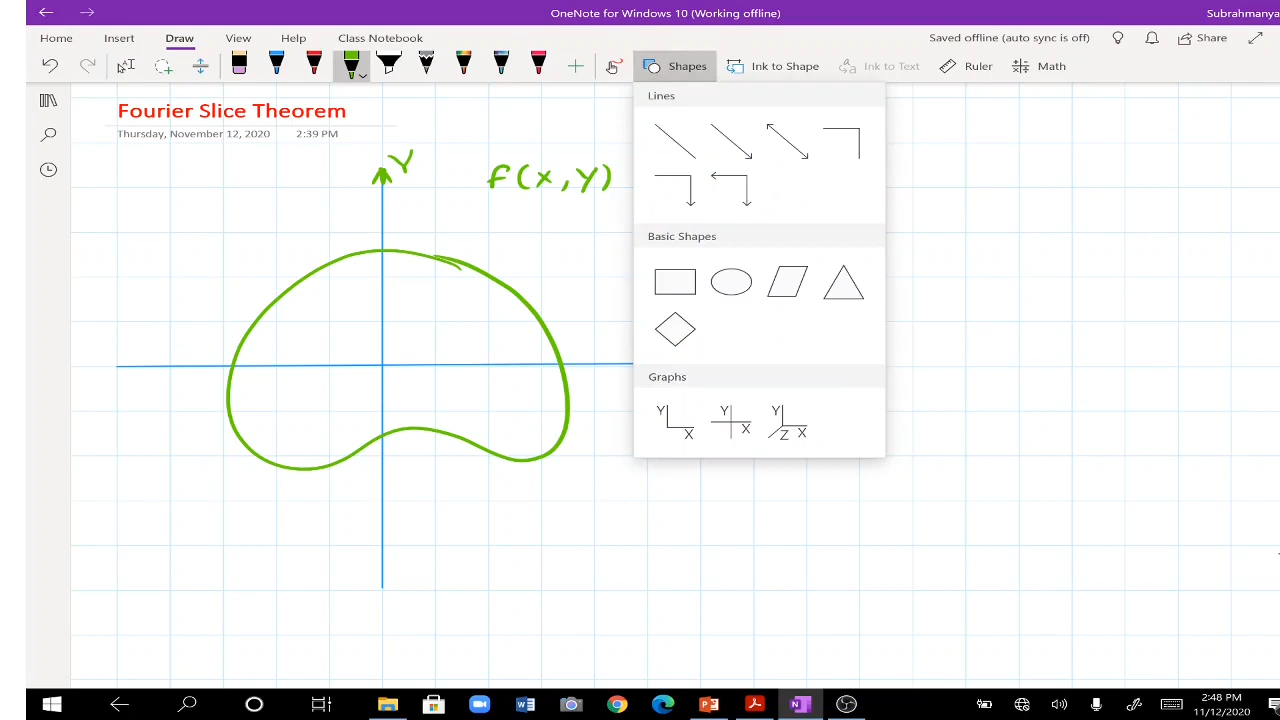 OneNote for Windows 10 (Working offline)
Subrahmanya
Home Insert Draw View Help Class Notebook
Saved offline (auto sync is off) Share
Shapes Ink to Shape Ink to Text Ruler Math
Fourier Slice Theorem
Thursday, November 12, 2020 2:39 PM
Y
f(x,y)
Lines
Basic Shapes
Graphs
Y X
Y X
Y Z X
2:48 PM
11/12/2020